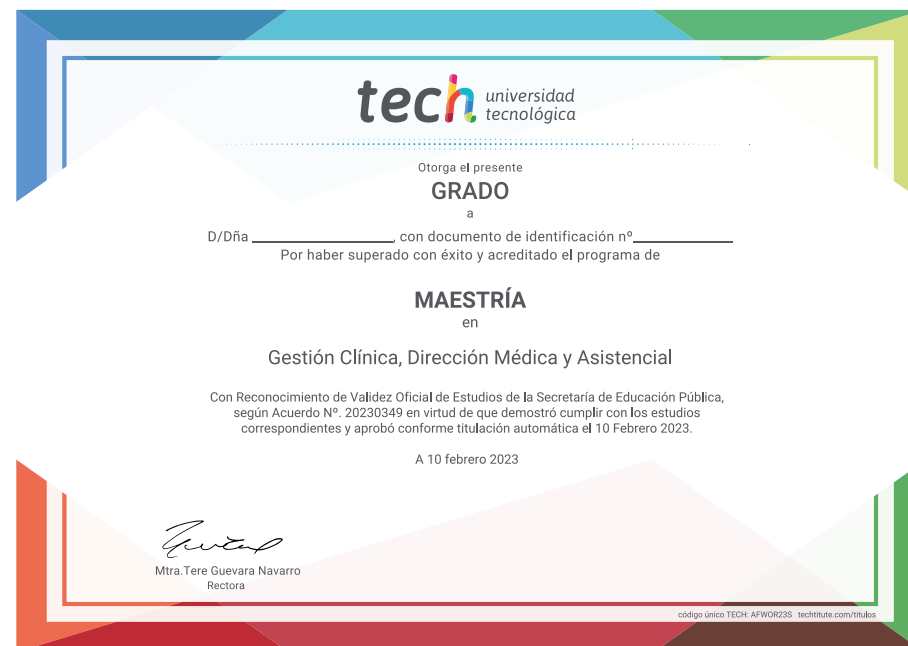 tech universidad
tecnológica
Otorga el presente
GRADO
a
D/Dña ________________, con documento de identificación nº____________
Por haber superado con éxito y acreditado el programa de
MAESTRÍA
en
Gestión Clínica, Dirección Médica y Asistencial
Con Reconocimiento de Validez Oficial de Estudios de la Secretaría de Educación Pública,
según Acuerdo Nº. 20230349 en virtud de que demostró cumplir con los estudios
correspondientes y aprobó conforme titulación automática el 10 Febrero 2023.
A 10 febrero 2023
Mtra.Tere Guevara Navarro
Rectora
código único TECH: AFWOR23S techtitute.com/titulos